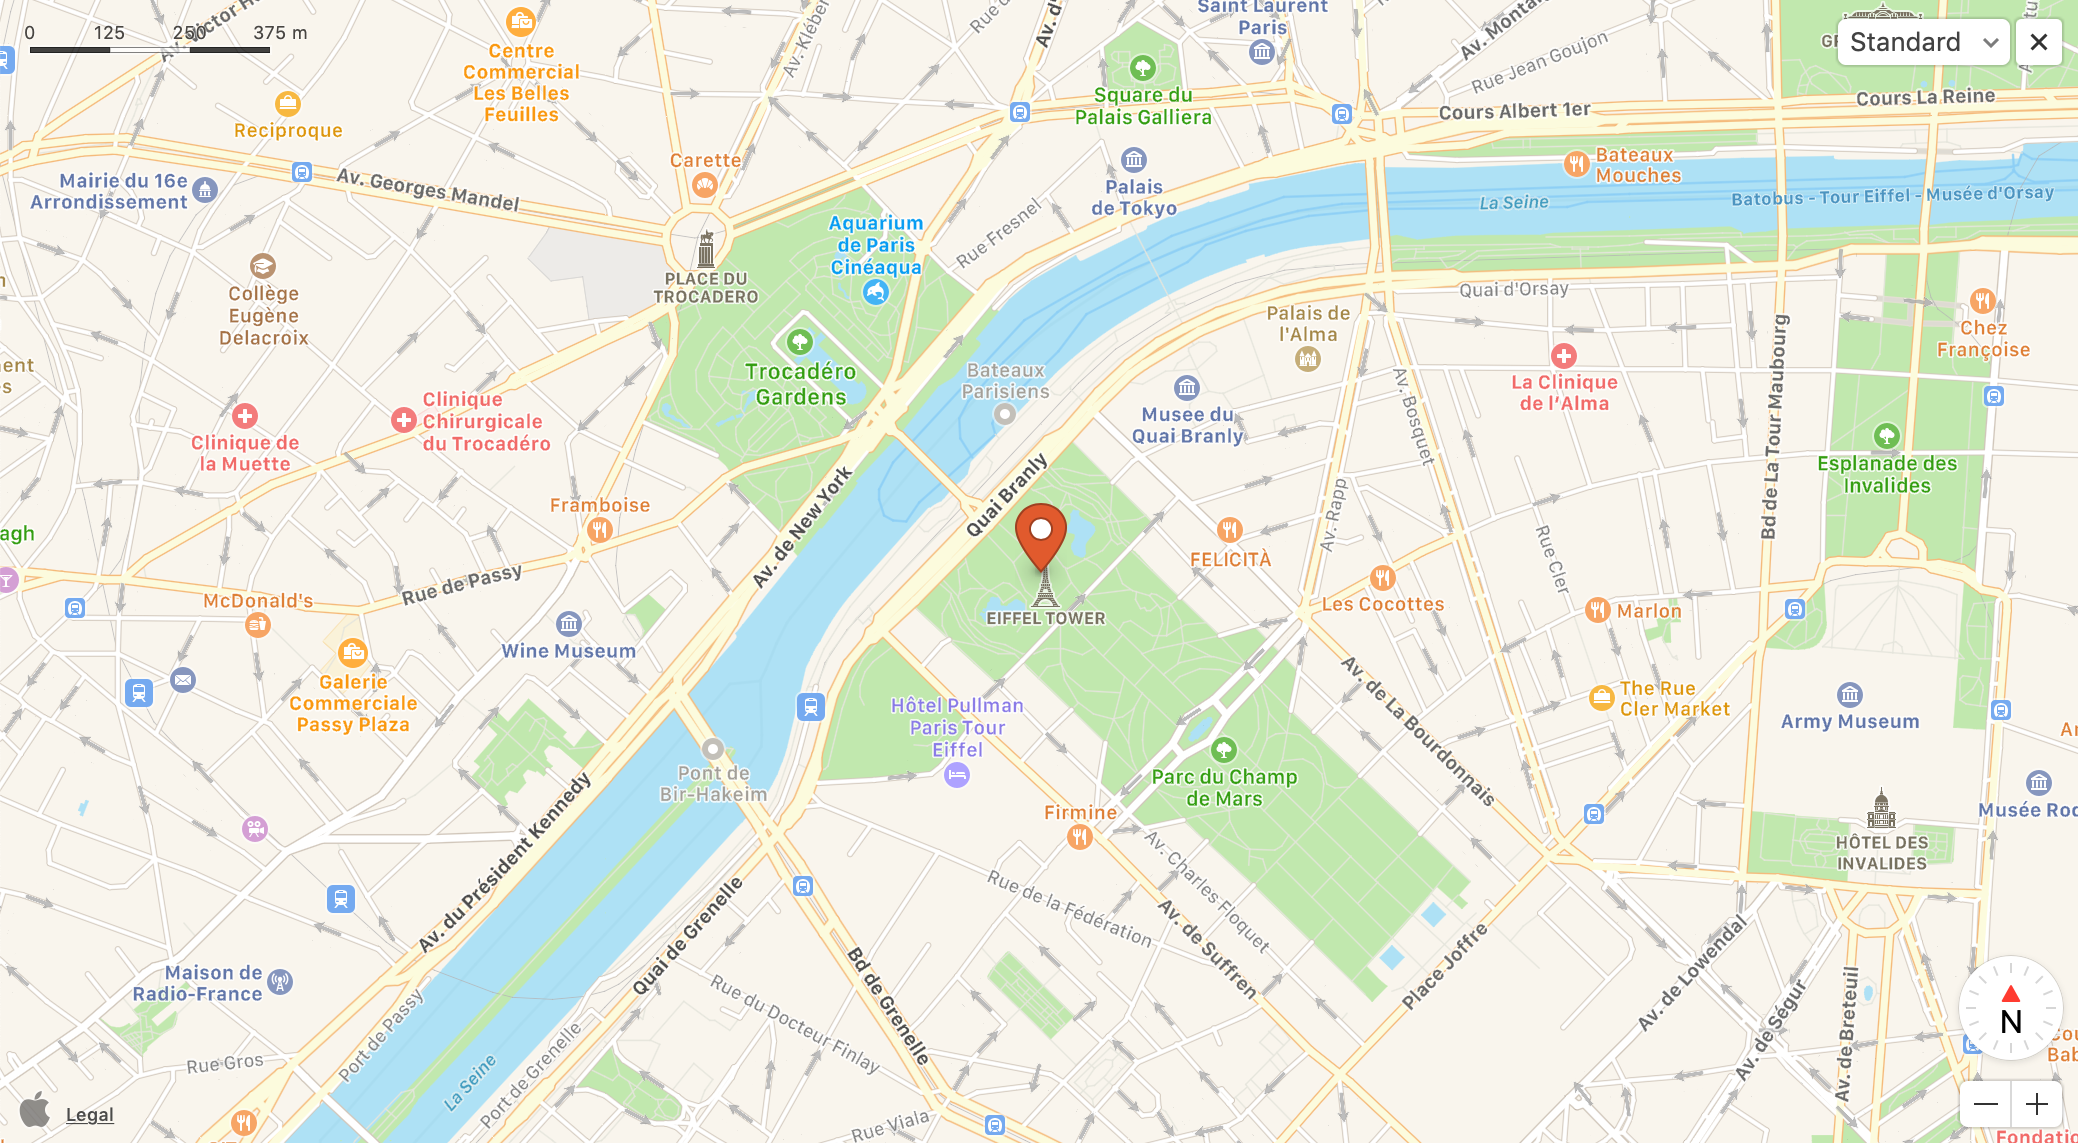 0 125 250 375 m
Av. Victor H
Centre
Commercial
Les Belles
Feuilles
Av. Kléber
Rue d
Av. d'
Saint Laurent
Paris
Av. Montai
Rue Jean Goujon
Standard
Reciproque
Square du
Palais Galliera
Cours Albert 1er
Cours La Reine
Mairie du 16e
Arrondissement
Av. Georges Mandel
Carette
Palais
de Tokyo
Bateaux
Mouches
La Seine
Batobus - Tour Eiffel - Musée d'Orsay
Aquarium
de Paris
Cinéaqua
Rue Fresnel
PLACE DU
TROCADERO
Collège
Eugène
Delacroix
Quai d'Orsay
Palais de
l'Alma
Chez
Françoise
Trocadéro
Gardens
Bateaux
Parisiens
Musee du
Quai Branly
Av. Bosquet
La Clinique
de l'Alma
Bd de La Tour Maubourg
Clinique
Chirurgicale
du Trocadéro
Clinique de
la Muette
Esplanade des
Invalides
Framboise
Av. de New York
Quai Branly
Av. Rapp
Rue Cler
agh
FELICITÀ
Les Cocottes
Marlon
McDonald's
Rue de Passy
EIFFEL TOWER
Wine Museum
Galerie
Commerciale
Passy Plaza
Hôtel Pullman
Paris Tour
Eiffel
Av. de La Bourdonnais
The Rue
Cler Market
Army Museum
Pont de
Bir-Hakeim
Parc du Champ
de Mars
Firmine
Musée Rod
HÔTEL DES
INVALIDES
Av. du Président Kennedy
Quai de Grenelle
Rue de la Fédération
Av. Charles Floquet
Av. de Suffren
Place Joffre
Av. de Lowendal
Av. de Ségur
Av. de Breteuil
Maison de
Radio-France
Port de Passy
Rue du Docteur Finlay
Bd de Grenelle
N
Rue Gros
La Seine
Port de Grenelle
Rue Viala
Legal
Fondatio